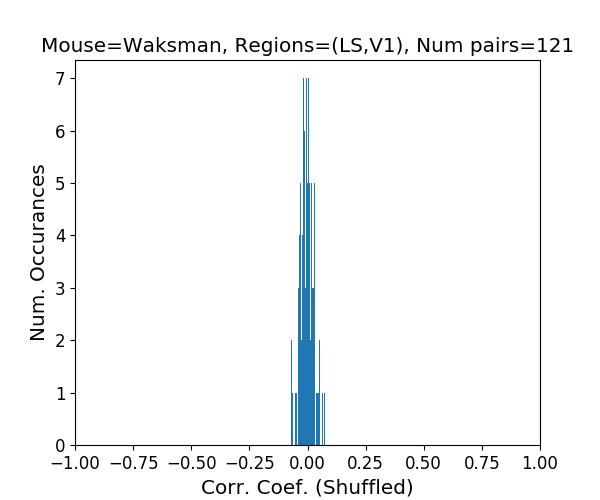 Mouse=Waksman, Regions=(LS,V1), Num pairs=121
Num. Occurances
7
6
5
4
3
2
1
0
−1.00 −0.75 −0.50 −0.25 0.00 0.25 0.50 0.75 1.00
Corr. Coef. (Shuffled)